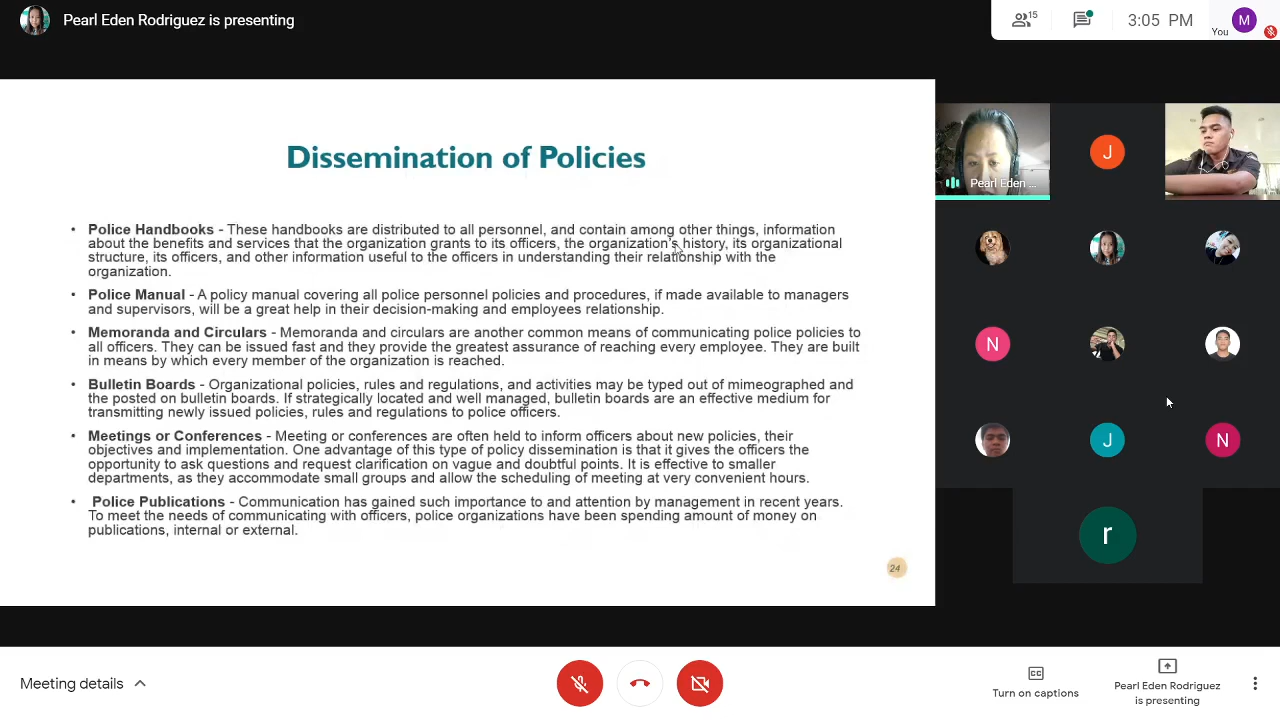 Pearl Eden Rodriguez is presenting
15
3:05 PM
You
M
Dissemination of Policies
• Police Handbooks - These handbooks are distributed to all personnel, and contain among other things, information
about the benefits and services that the organization grants to its officers, the organization's history, its organizational
structure, its officers, and other information useful to the officers in understanding their relationship with the
organization.
• Police Manual - A policy manual covering all police personnel policies and procedures, if made available to managers
and supervisors, will be a great help in their decision-making and employees relationship.
• Memoranda and Circulars - Memoranda and circulars are another common means of communicating police policies to
all officers. They can be issued fast and they provide the greatest assurance of reaching every employee. They are built
in means by which every member of the organization is reached.
• Bulletin Boards - Organizational policies, rules and regulations, and activities may be typed out of mimeographed and
the posted on bulletin boards. If strategically located and well managed, bulletin boards are an effective medium for
transmitting newly issued policies, rules and regulations to police officers.
• Meetings or Conferences - Meeting or conferences are often held to inform officers about new policies, their
objectives and implementation. One advantage of this type of policy dissemination is that it gives the officers the
opportunity to ask questions and request clarification on vague and doubtful points. It is effective to smaller
departments, as they accommodate small groups and allow the scheduling of meeting at very convenient hours.
• Police Publications - Communication has gained such importance to and attention by management in recent years.
To meet the needs of communicating with officers, police organizations have been spending amount of money on
publications, internal or external.
24
Pearl Eden ...
J
N
J
N
r
Meeting details
CC
Turn on captions
Pearl Eden Rodriguez
is presenting